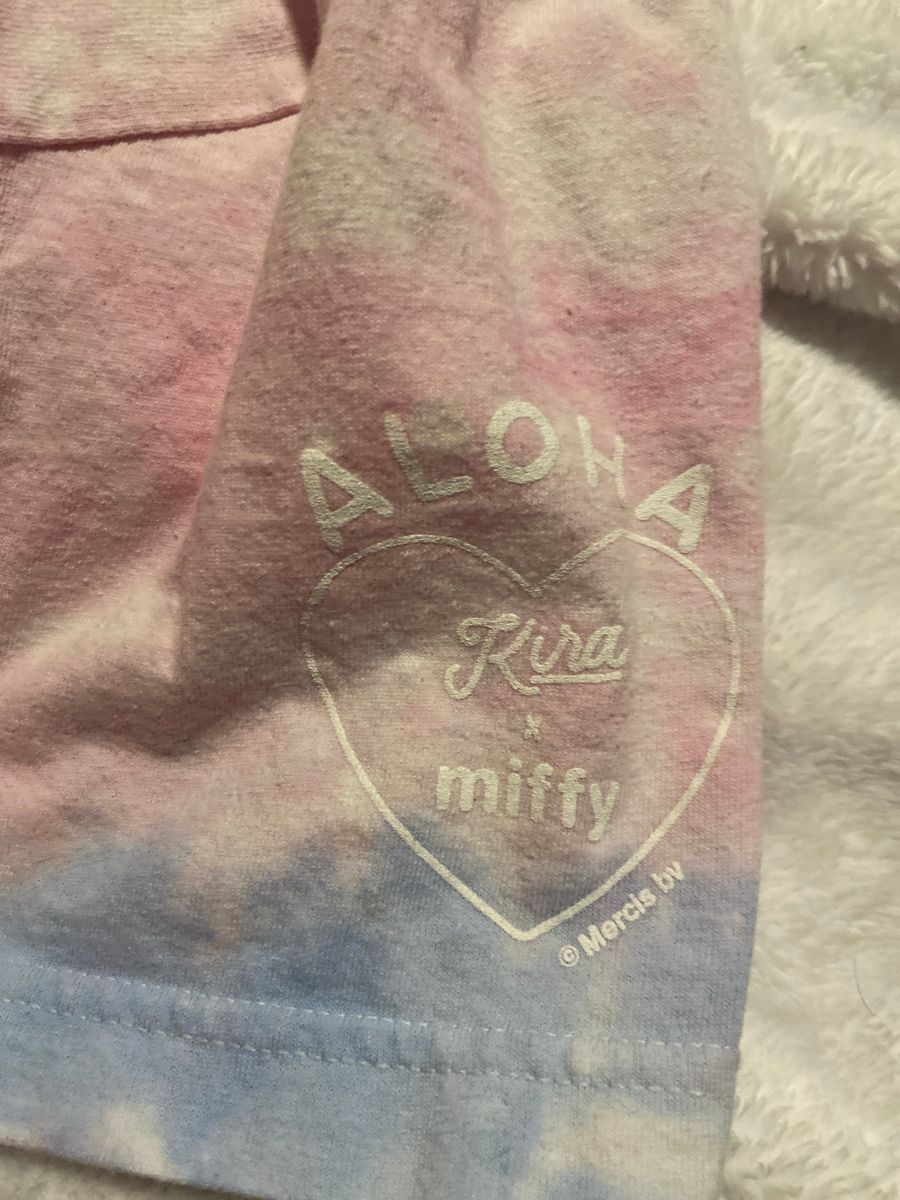 ALOHA
Kira
x
miffy
© Mercis bv